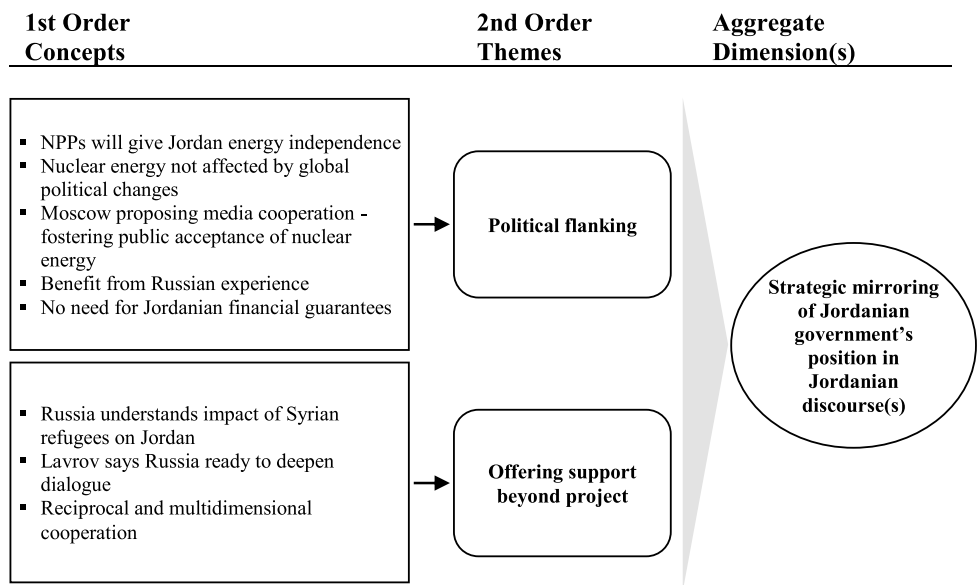 1st Order
Concepts
2nd Order
Themes
Aggregate
Dimension(s)
▪ NPPs will give Jordan energy independence
▪ Nuclear energy not affected by global
political changes
▪ Moscow proposing media cooperation -
fostering public acceptance of nuclear
energy
▪ Benefit from Russian experience
▪ No need for Jordanian financial guarantees
Political flanking
▪ Russia understands impact of Syrian
refugees on Jordan
▪ Lavrov says Russia ready to deepen
dialogue
▪ Reciprocal and multidimensional
cooperation
Offering support
beyond project
Strategic mirroring
of Jordanian
government's
position in
Jordanian
discourse(s)